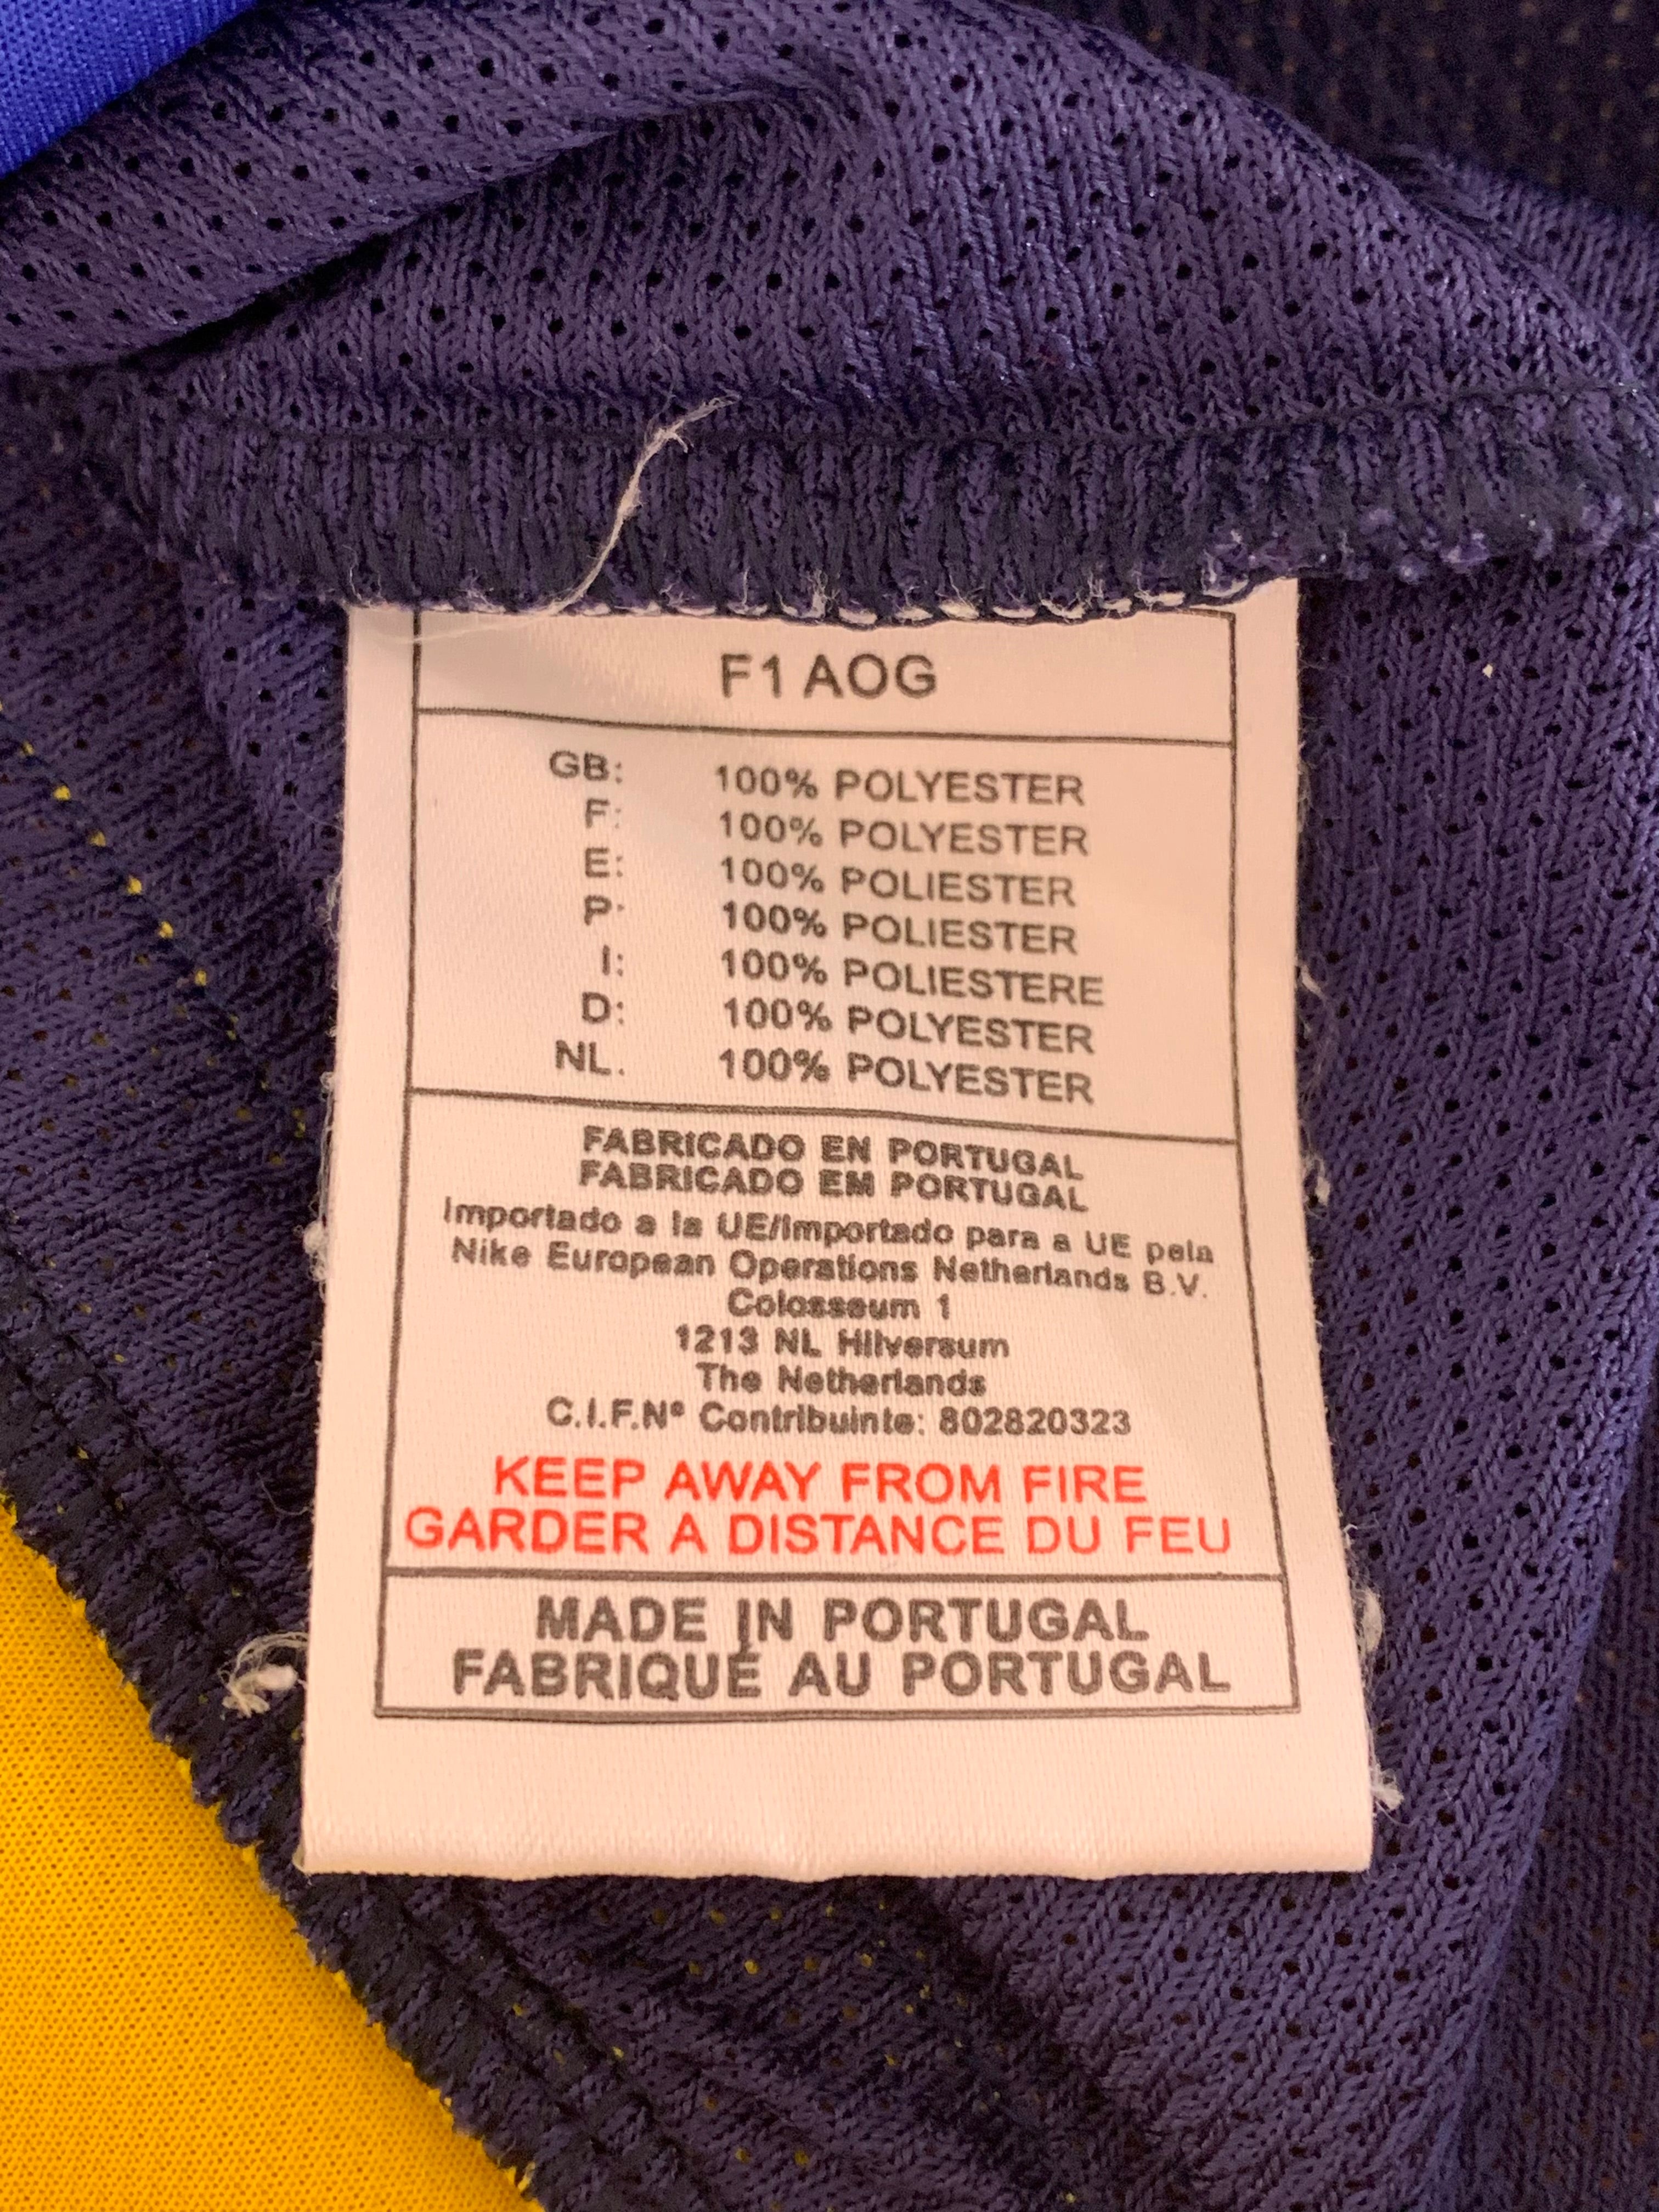 F1 AOG
GB: 100% POLYESTER
F: 100% POLYESTER
E: 100% POLIESTER
P: 100% POLIESTER
I: 100% POLIESTERE
D: 100% POLYESTER
NL. 100% POLYESTER
FABRICADO EN PORTUGAL
FABRICADO EM PORTUGAL
Importado a la UE/Importado para a UE pela
Nike European Operations Netherlands B.V.
Colosseum 1
1213 NL Hilversum
The Netherlands
C.I.F.Nº Contribuinte: 802820323
KEEP AWAY FROM FIRE
GARDER A DISTANCE DU FEU
MADE IN PORTUGAL
FABRIQUÉ AU PORTUGAL